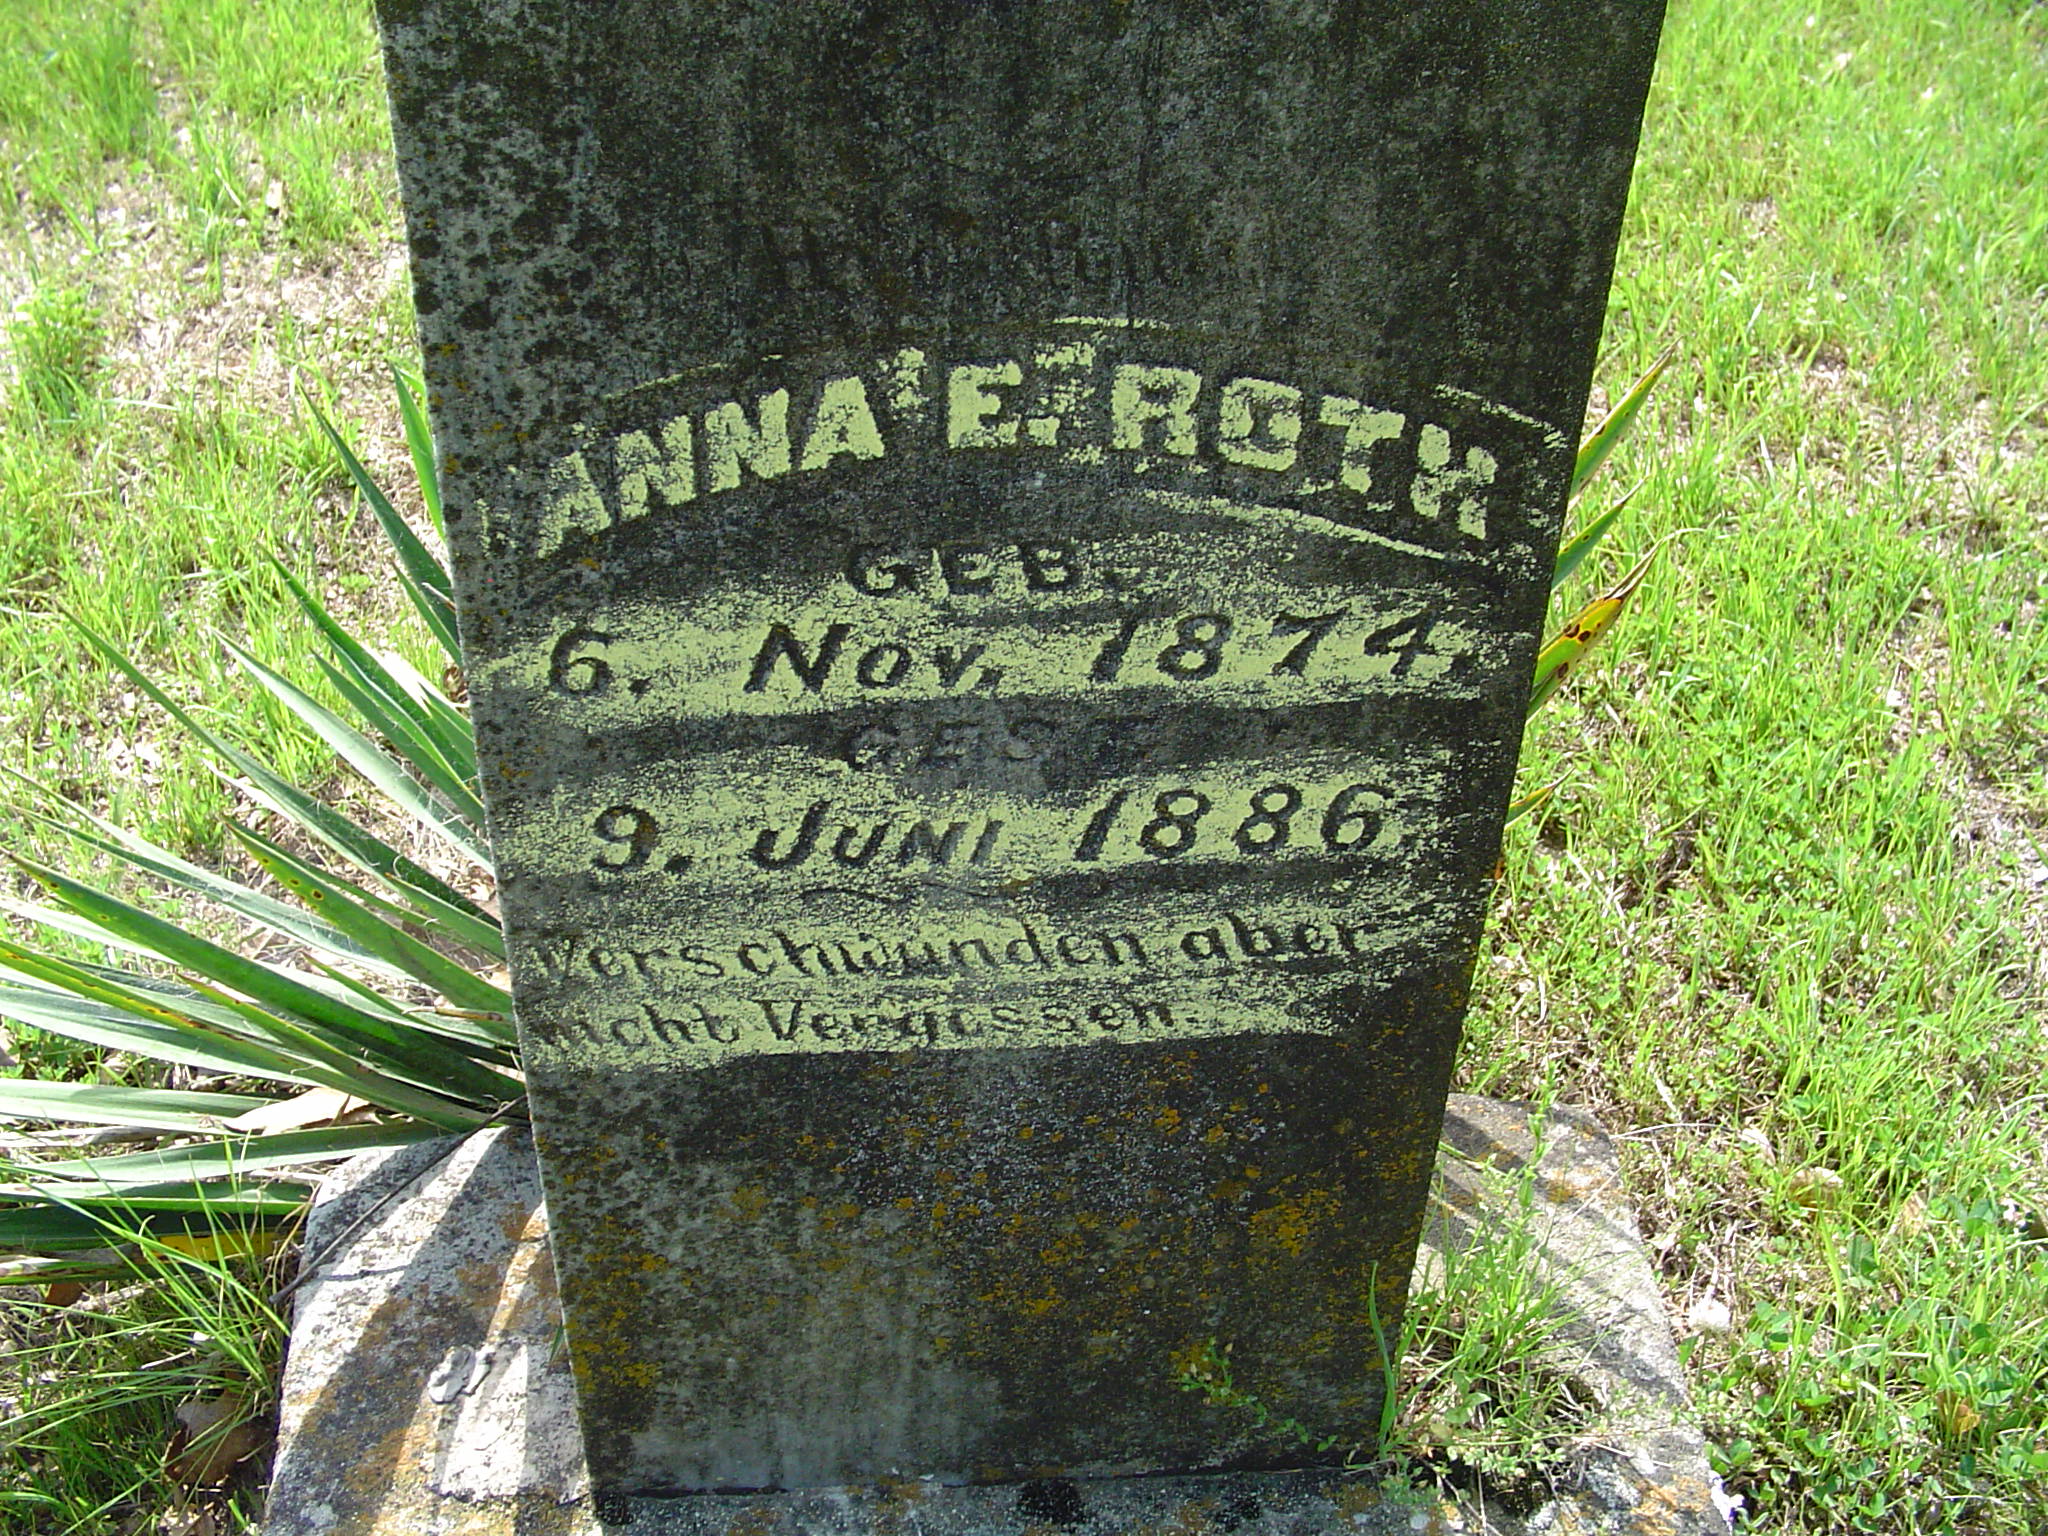 ANNA E. ROTH
GEB.
6. Nov. 1874.
GEST.
9. JUNI 1886.
Verschwunden aber
nicht Vergessen.